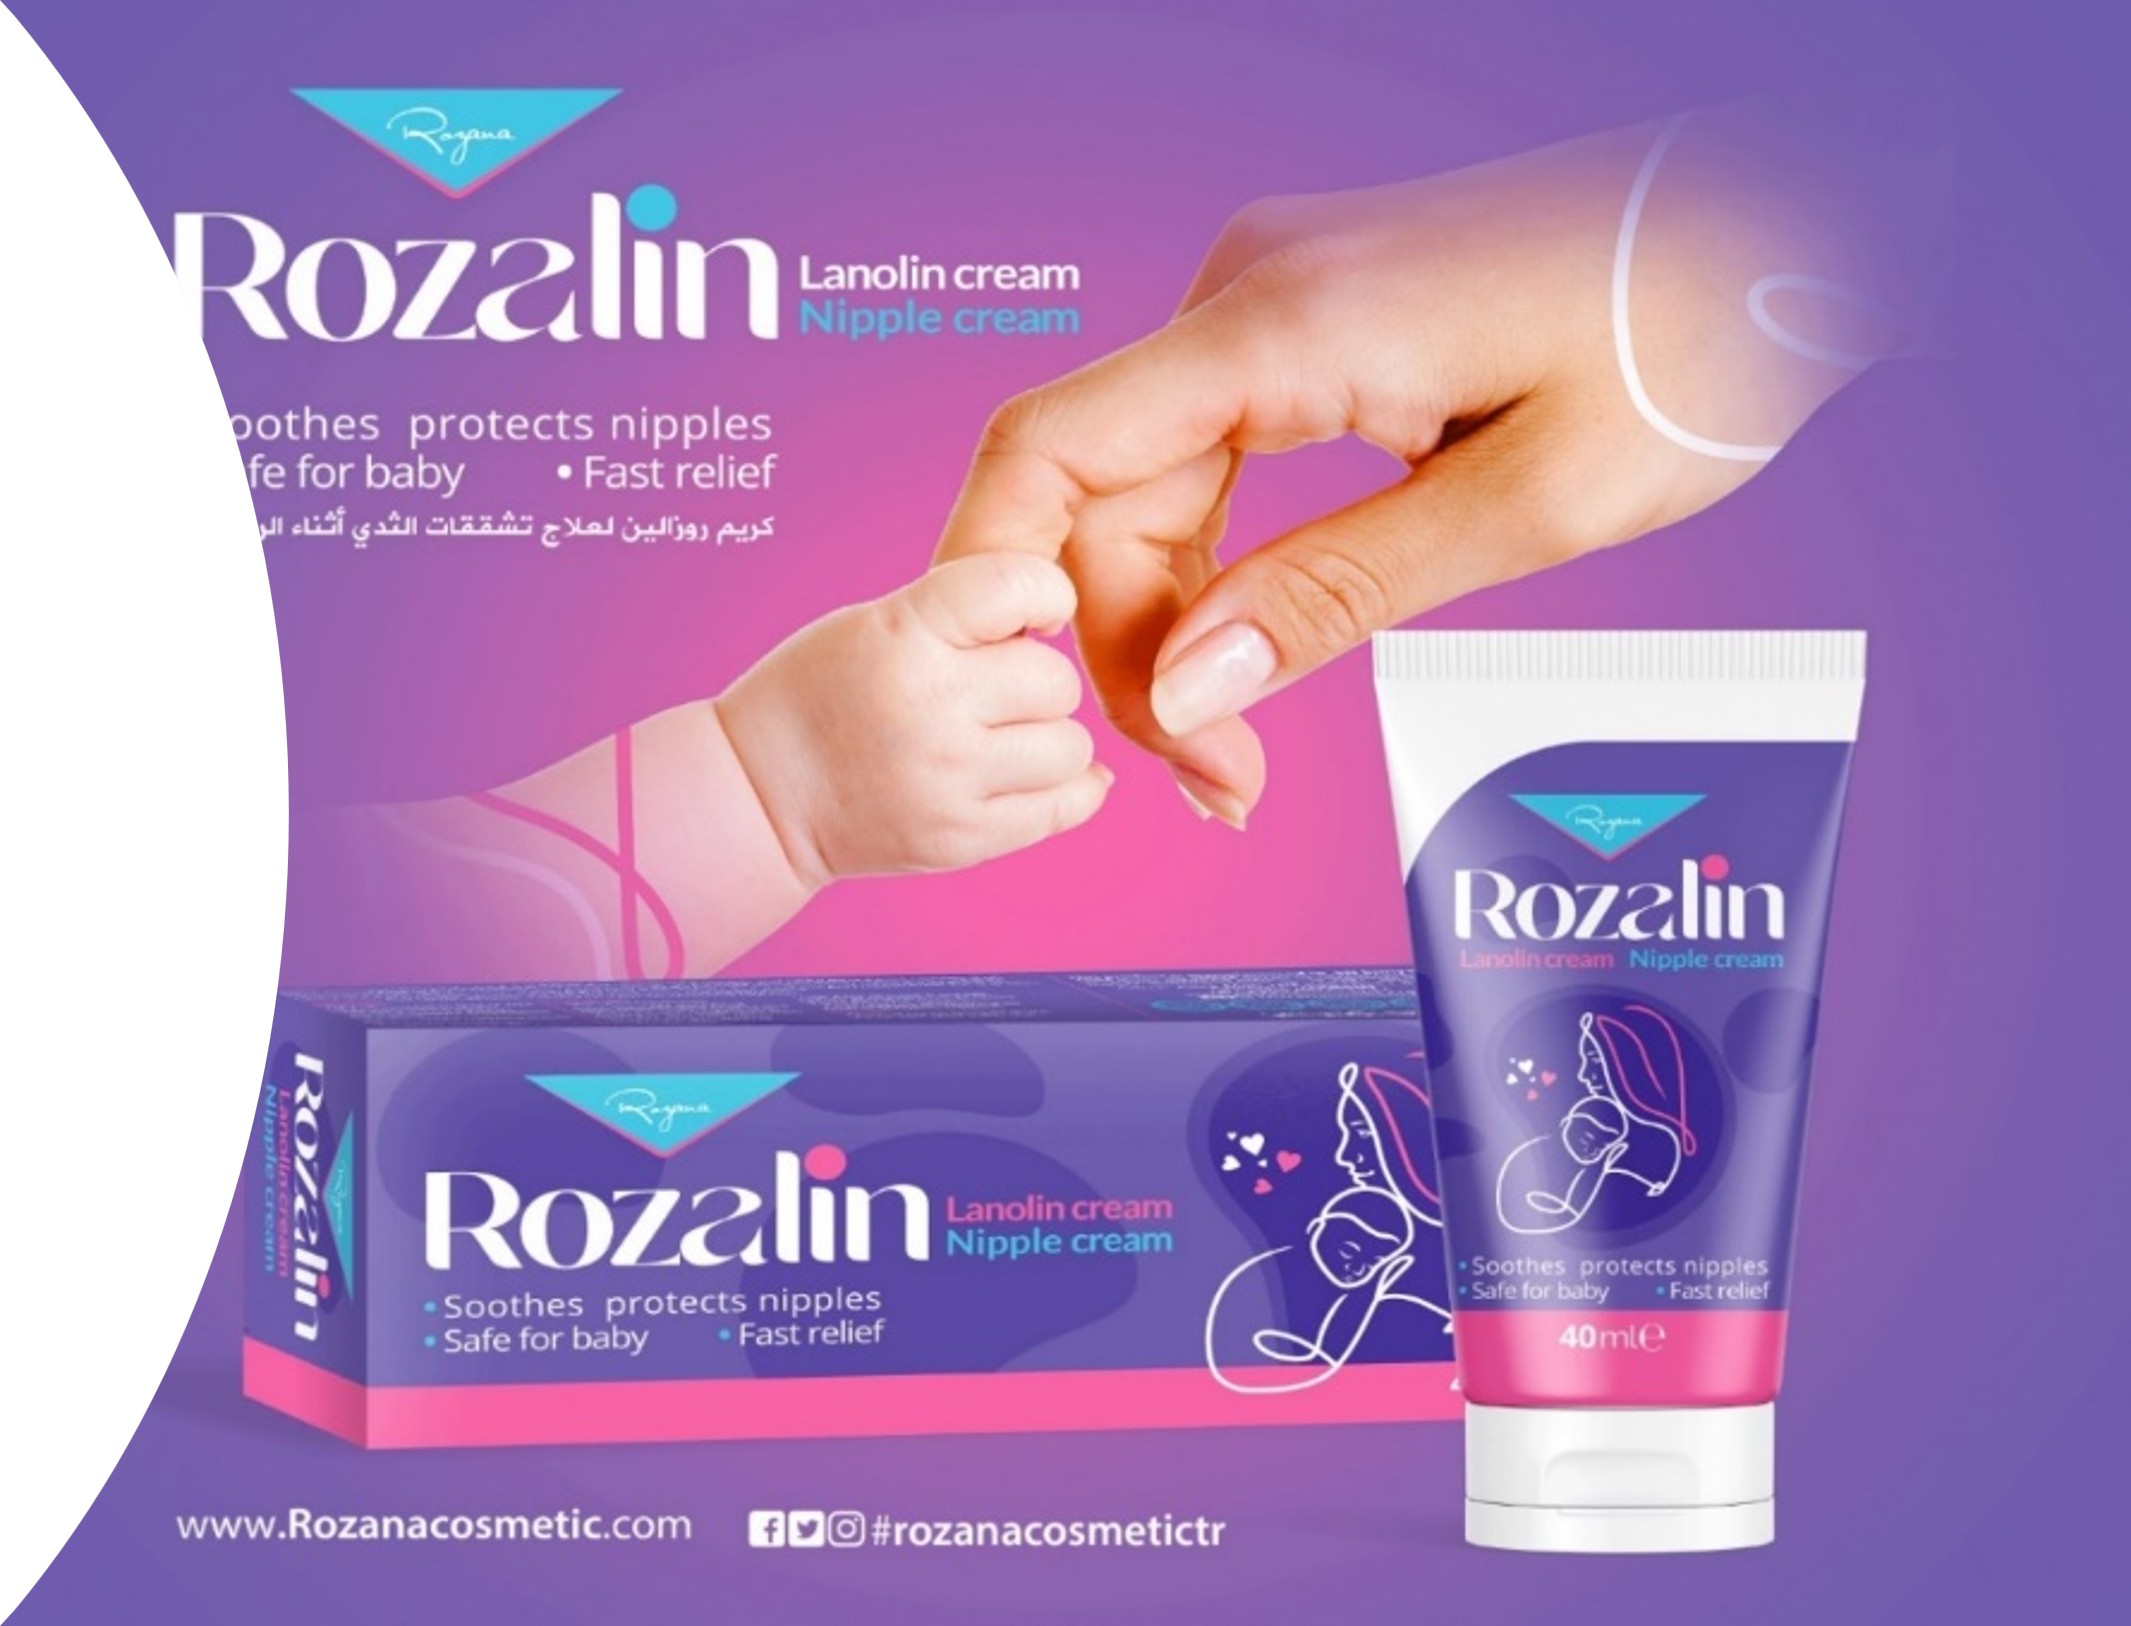 Rozana
Rozalin
Lanolin cream
Nipple cream
oothes protects nipples
fe for baby • Fast relief
كريم روزالين لعلاج تشققات الثدي أثناء الر
Rozana
Rozalin
Lanolin cream Nipple cream
• Soothes protects nipples
• Safe for baby • Fast relief
40 ml e
Rozalin
Lanolin cream
Nipple cream
Rozana
Rozalin
Lanolin cream
Nipple cream
• Soothes protects nipples
• Safe for baby • Fast relief
www.Rozanacosmetic.com
#rozanacosmetictr